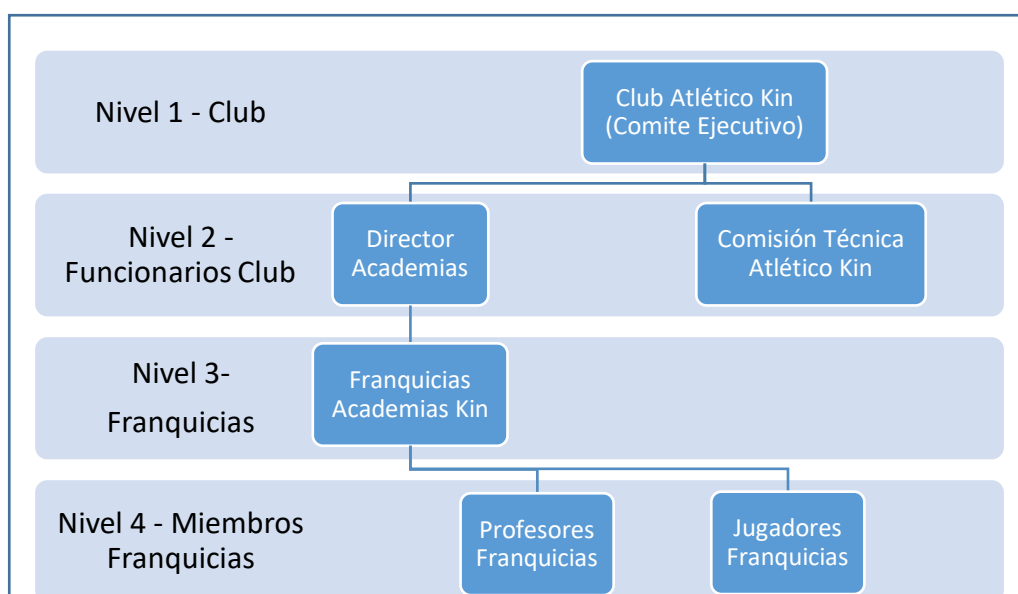 Nivel 1 - Club
Club Atlético Kin
(Comite Ejecutivo)
Nivel 2 -
Funcionarios Club
Director
Academias
Comisión Técnica
Atlético Kin
Nivel 3-
Franquicias
Franquicias
Academias Kin
Nivel 4 - Miembros
Franquicias
Profesores
Franquicias
Jugadores
Franquicias